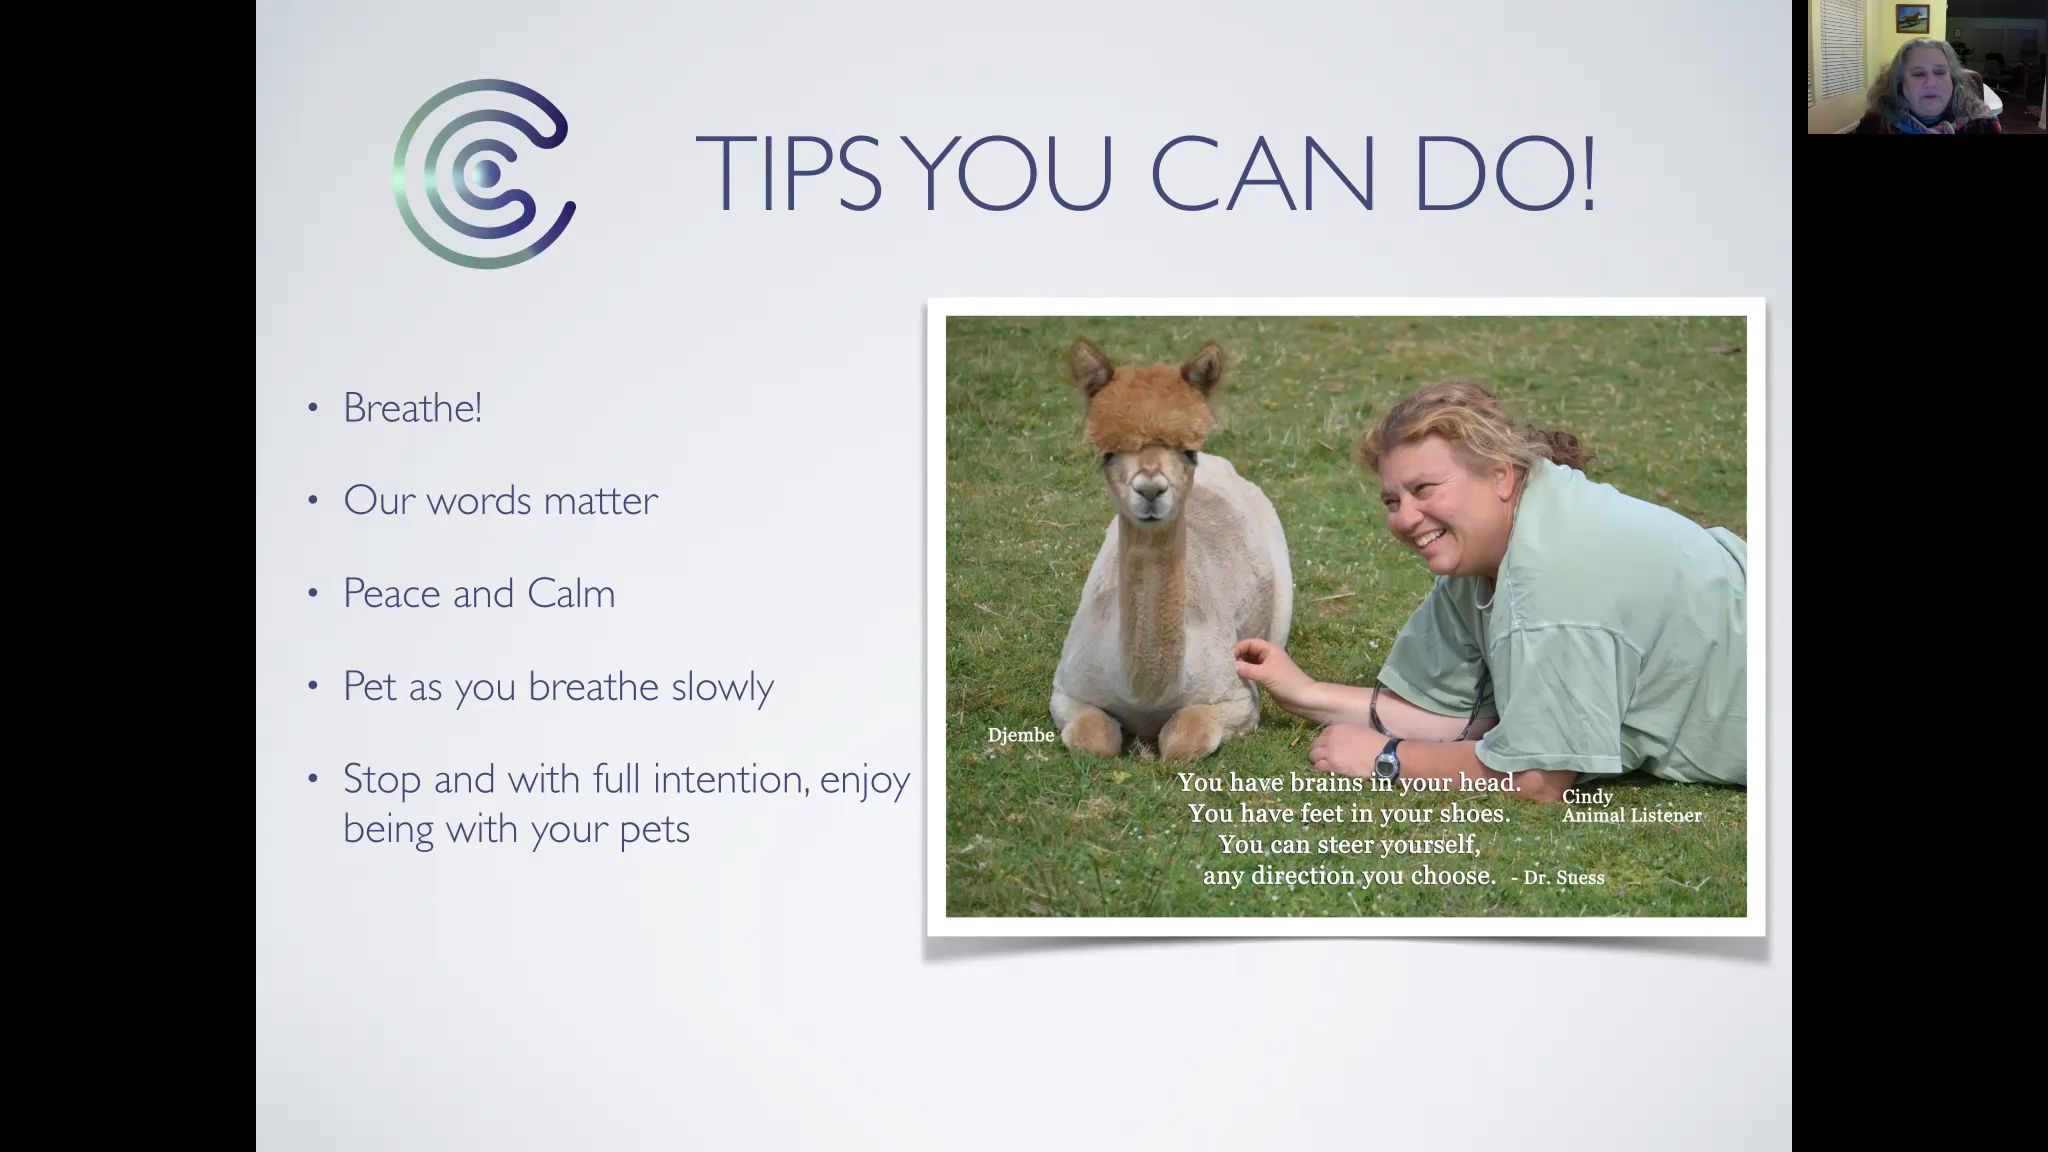 TIPS YOU CAN DO!
• Breathe!
• Our words matter
• Peace and Calm
• Pet as you breathe slowly
• Stop and with full intention, enjoy
being with your pets
Djembe
You have brains in your head.
You have feet in your shoes.
You can steer yourself,
any direction you choose. - Dr. Suess
Cindy
Animal Listener